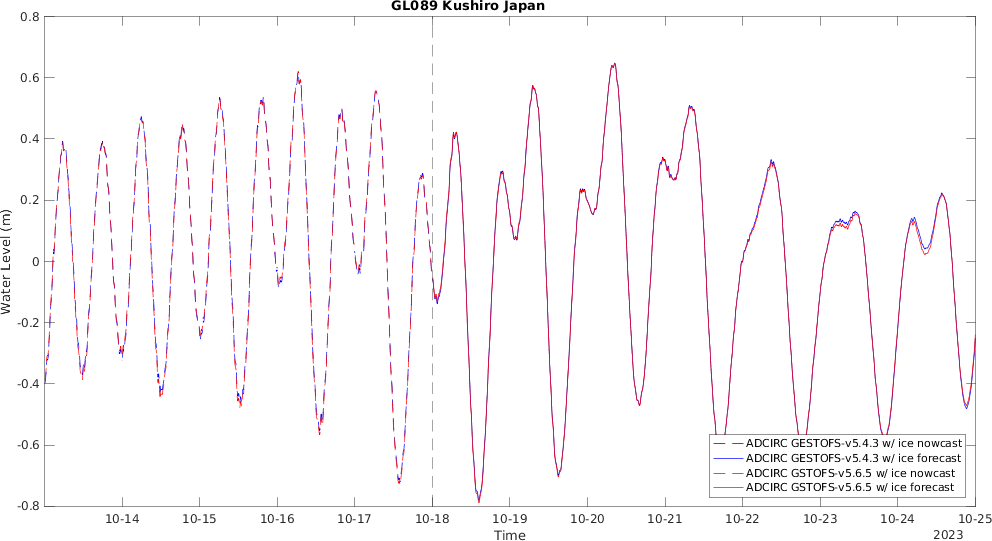 GL089 Kushiro Japan
0.8
0.6
0.4
0.2
0
-0.2
-0.4
-0.6
-0.8
Water Level (m)
10-14 10-15 10-16 10-17 10-18 10-19 10-20 10-21 10-22 10-23 10-24 10-25
Time
2023
ADCIRC GESTOFS-v5.4.3 w/ ice nowcast
ADCIRC GESTOFS-v5.4.3 w/ ice forecast
ADCIRC GSTOFS-v5.6.5 w/ ice nowcast
ADCIRC GSTOFS-v5.6.5 w/ ice forecast